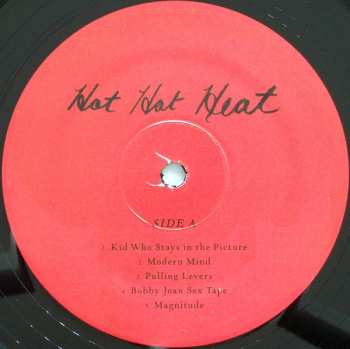 Hot Hot Heat
SIDE A
1. Kid Who Stays in the Picture
2. Modern Mind
3. Pulling Levers
4. Bobby Joan Sex Tape
5. Magnitude